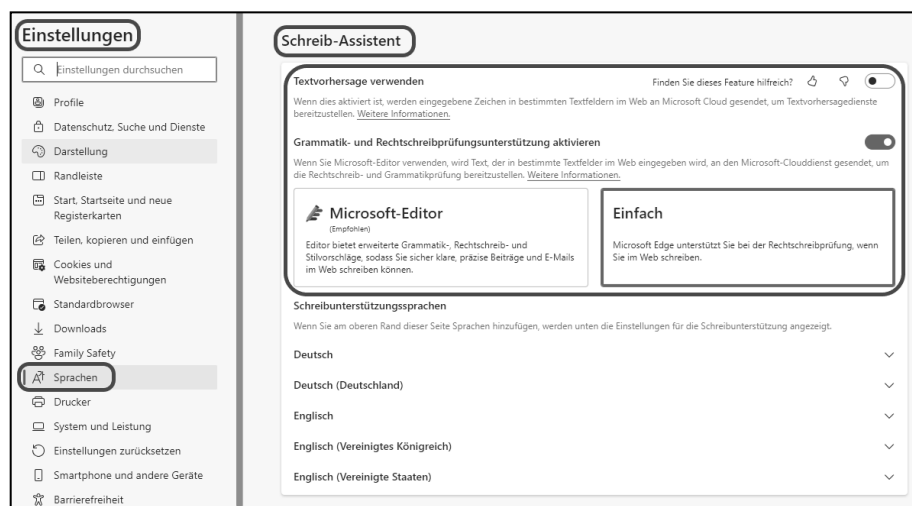 Einstellungen
Einstellungen durchsuchen
Profile
Datenschutz, Suche und Dienste
Darstellung
Randleiste
Start, Startseite und neue
Registerkarten
Teilen, kopieren und einfügen
Cookies und
Websiteberechtigungen
Standardbrowser
Downloads
Family Safety
Sprachen
Drucker
System und Leistung
Einstellungen zurücksetzen
Smartphone und andere Geräte
Barrierefreiheit
Schreib-Assistent
Textvorhersage verwenden
Finden Sie dieses Feature hilfreich?
Wenn dies aktiviert ist, werden eingegebene Zeichen in bestimmten Textfeldern im Web an Microsoft Cloud gesendet, um Textvorhersagedienste
bereitzustellen. Weitere Informationen.
Grammatik- und Rechtschreibprüfungsunterstützung aktivieren
Wenn Sie Microsoft-Editor verwenden, wird Text, der in bestimmte Textfelder im Web eingegeben wird, an den Microsoft-Clouddienst gesendet, um
die Rechtschreib- und Grammatikprüfung bereitzustellen. Weitere Informationen.
Microsoft-Editor
(Empfohlen)
Editor bietet erweiterte Grammatik-, Rechtschreib- und
Stilvorschläge, sodass Sie sicher klare, präzise Beiträge und E-Mails
im Web schreiben können.
Einfach
Microsoft Edge unterstützt Sie bei der Rechtschreibprüfung, wenn
Sie im Web schreiben.
Schreibunterstützungssprachen
Wenn Sie am oberen Rand dieser Seite Sprachen hinzufügen, werden unten die Einstellungen für die Schreibunterstützung angezeigt.
Deutsch
Deutsch (Deutschland)
Englisch
Englisch (Vereinigtes Königreich)
Englisch (Vereinigte Staaten)